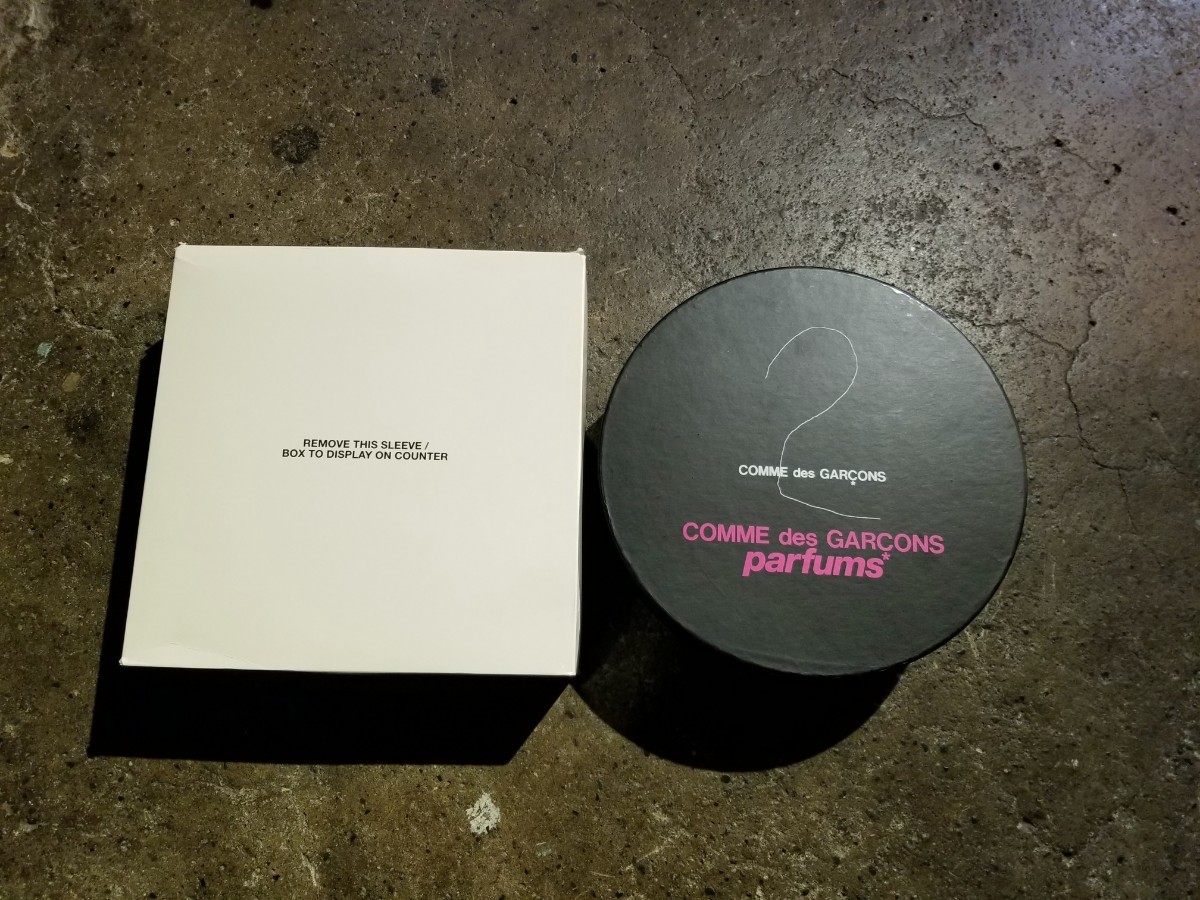 REMOVE THIS SLEEVE /
BOX TO DISPLAY ON COUNTER
2
COMME des GARÇONS
*
COMME des GARÇONS
parfums*